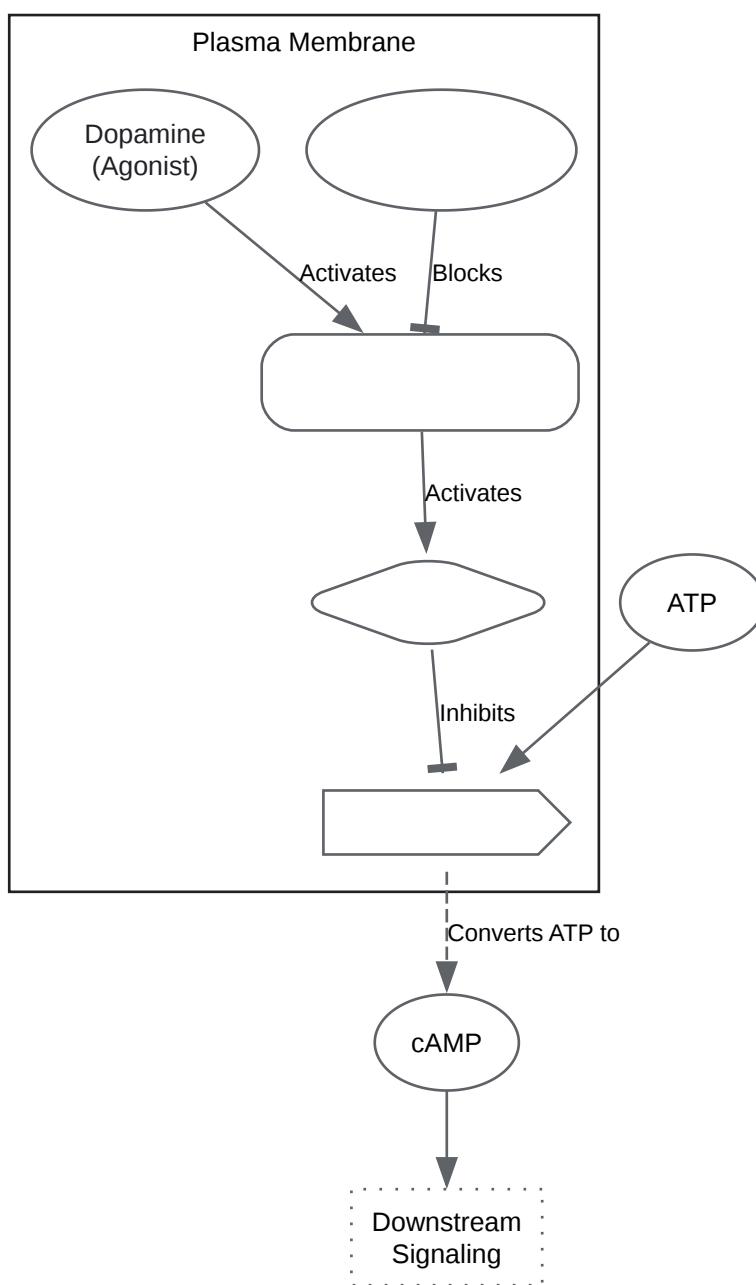 Plasma Membrane
Dopamine
(Agonist)
Activates
Blocks
Activates
ATP
Inhibits
Converts ATP to
cAMP
Downstream
Signaling